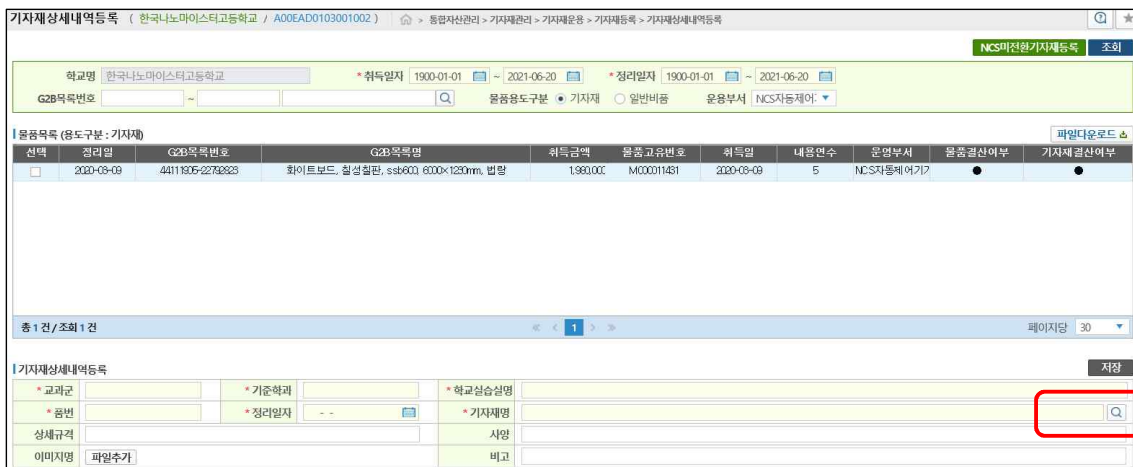 기자재상세내역등록 ( 한국나노마이스터고등학교 / A00EAD0103001002 ) > 통합자산관리 > 기자재관리 > 기자재운용 > 기자재등록 > 기자재상세내역등록
NCS미전환기자재등록 조회
학교명 한국나노마이스터고등학교 * 취득일자 1900-01-01 ~ 2021-06-20 * 정리일자 1900-01-01 ~ 2021-06-20
G2B목록번호 ~ 물품용도구분 기자재 일반비품 운용부서 NCS자동제어:
물품목록 (용도구분 : 기자재) 파일다운로드
선택 정리일 G2B목록번호 G2B목록명 취득금액 물품고유번호 취득일 내용연수 운영부서 물품결산여부 기자재결산여부
2020-03-09 44111905-22792823 화이트보드, 칠성칠판, ssb600, 6000×1230mm, 법랑 1,980,000 M000011431 2020-03-09 5 NCS자동제어기기 ● ●
총 1 건 / 조회 1 건 « < 1 > » 페이지당 30
기자재상세내역등록 저장
* 교과군 * 기준학과 * 학교실습실명
* 품번 * 정리일자 - - * 기자재명
상세규격 사양
이미지명 파일추가 비고